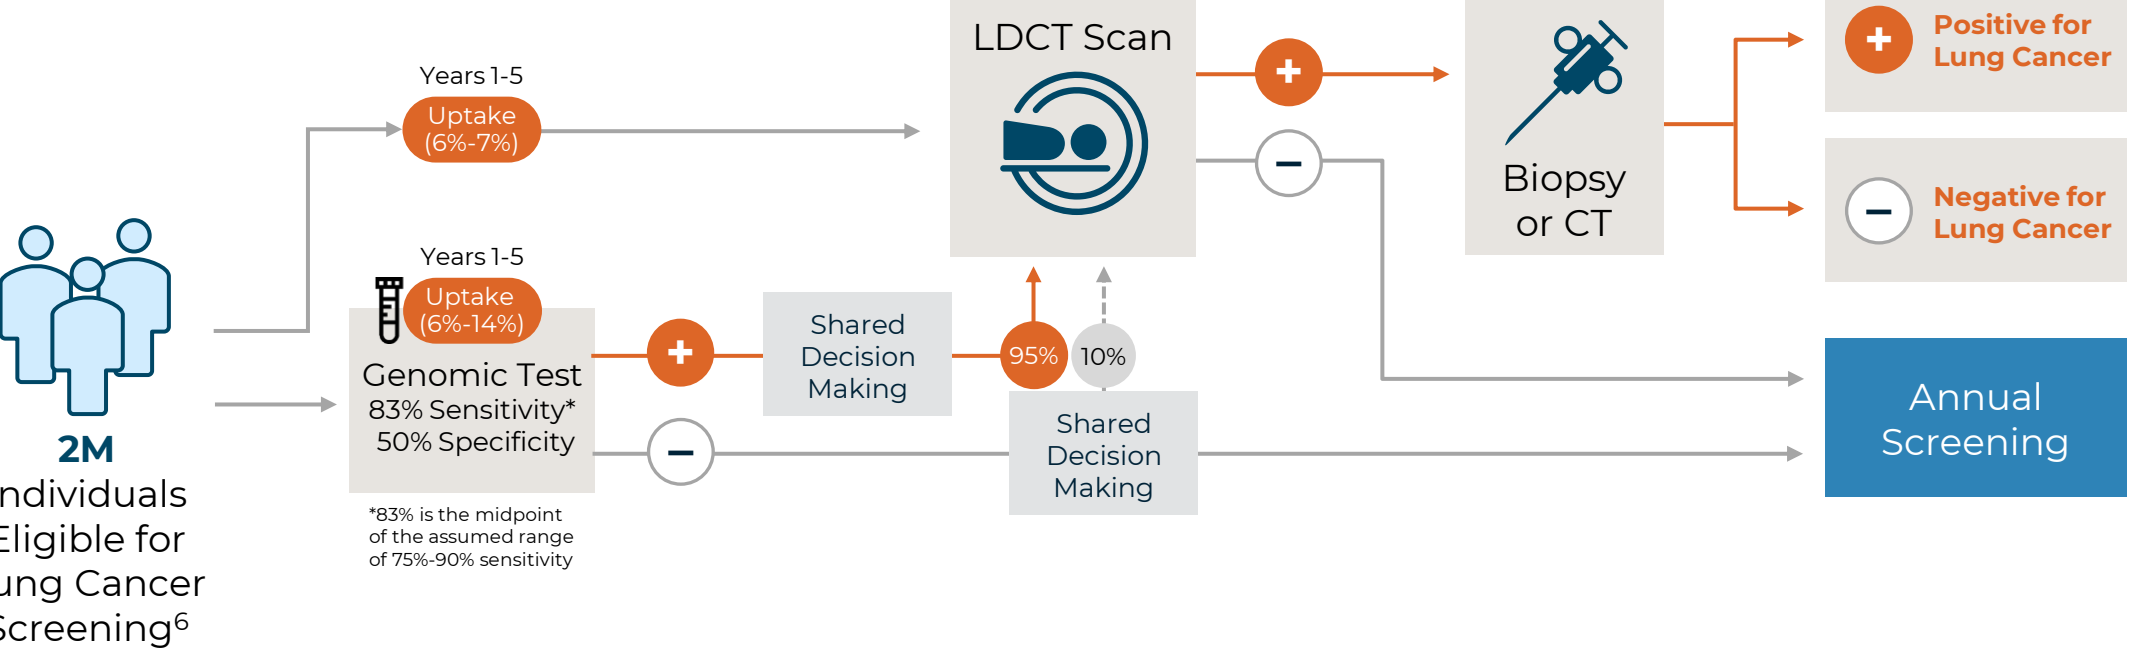 Years 1-5
Uptake
(6%-7%)
LDCT Scan
Biopsy
or CT
Positive for
Lung Cancer
Negative for
Lung Cancer
2M
ndividuals
Eligible for
ung Cancer
Screening⁶
Years 1-5
Uptake
(6%-14%)
Genomic Test
83% Sensitivity*
50% Specificity
*83% is the midpoint
of the assumed range
of 75%-90% sensitivity
Shared
Decision
Making
95%
10%
Shared
Decision
Making
Annual
Screening